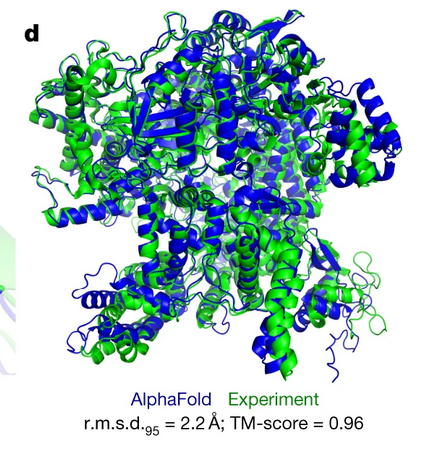 d
AlphaFold Experiment
r.m.s.d.₉₅ = 2.2 Å; TM-score = 0.96